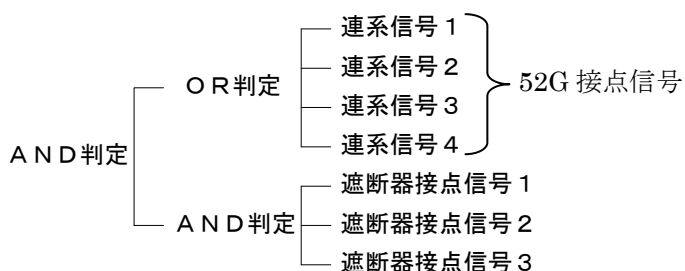 連系信号1
連系信号2
OR判定
52G 接点信号
連系信号3
連系信号4
AND判定
遮断器接点信号1
AND判定
遮断器接点信号2
遮断器接点信号3